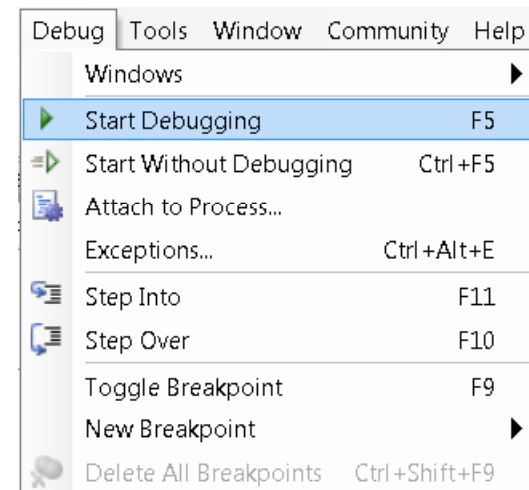 Debug Tools Window Community Help
Windows
Start Debugging F5
Start Without Debugging Ctrl+F5
Attach to Process...
Exceptions... Ctrl+Alt+E
Step Into F11
Step Over F10
Toggle Breakpoint F9
New Breakpoint
Delete All Breakpoints Ctrl+Shift+F9